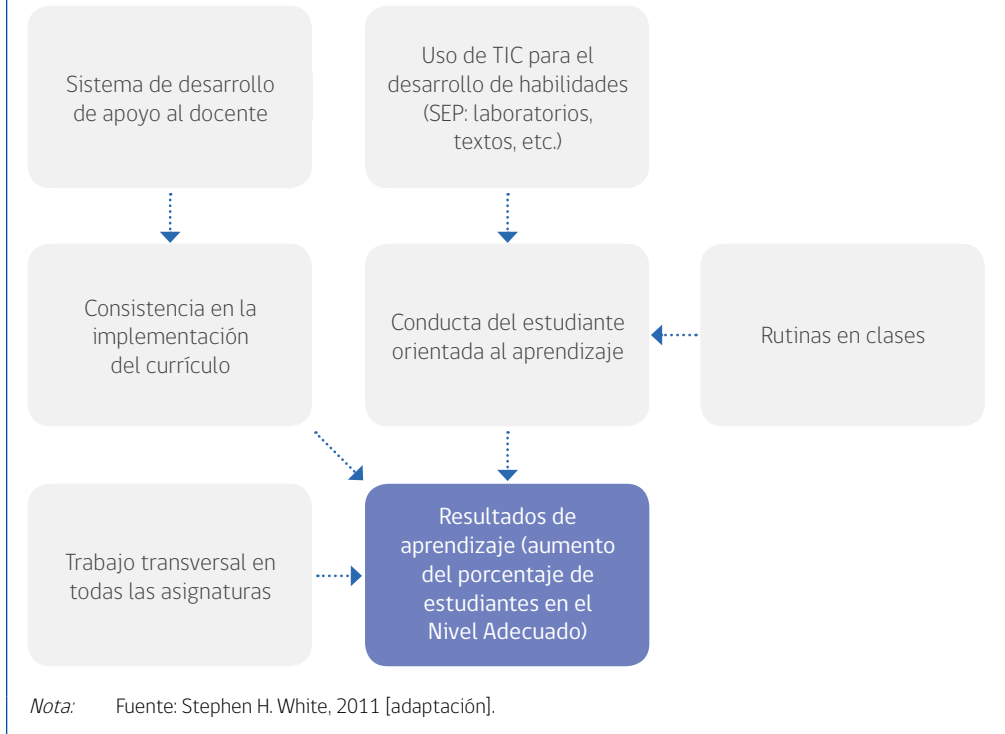 Sistema de desarrollo
de apoyo al docente
Uso de TIC para el
desarrollo de habilidades
(SEP: laboratorios,
textos, etc.)
Consistencia en la
implementación
del currículo
Conducta del estudiante
orientada al aprendizaje
Rutinas en clases
Trabajo transversal en
todas las asignaturas
Resultados de
aprendizaje (aumento
del porcentaje de
estudiantes en el
Nivel Adecuado)
Nota: Fuente: Stephen H. White, 2011 [adaptación].